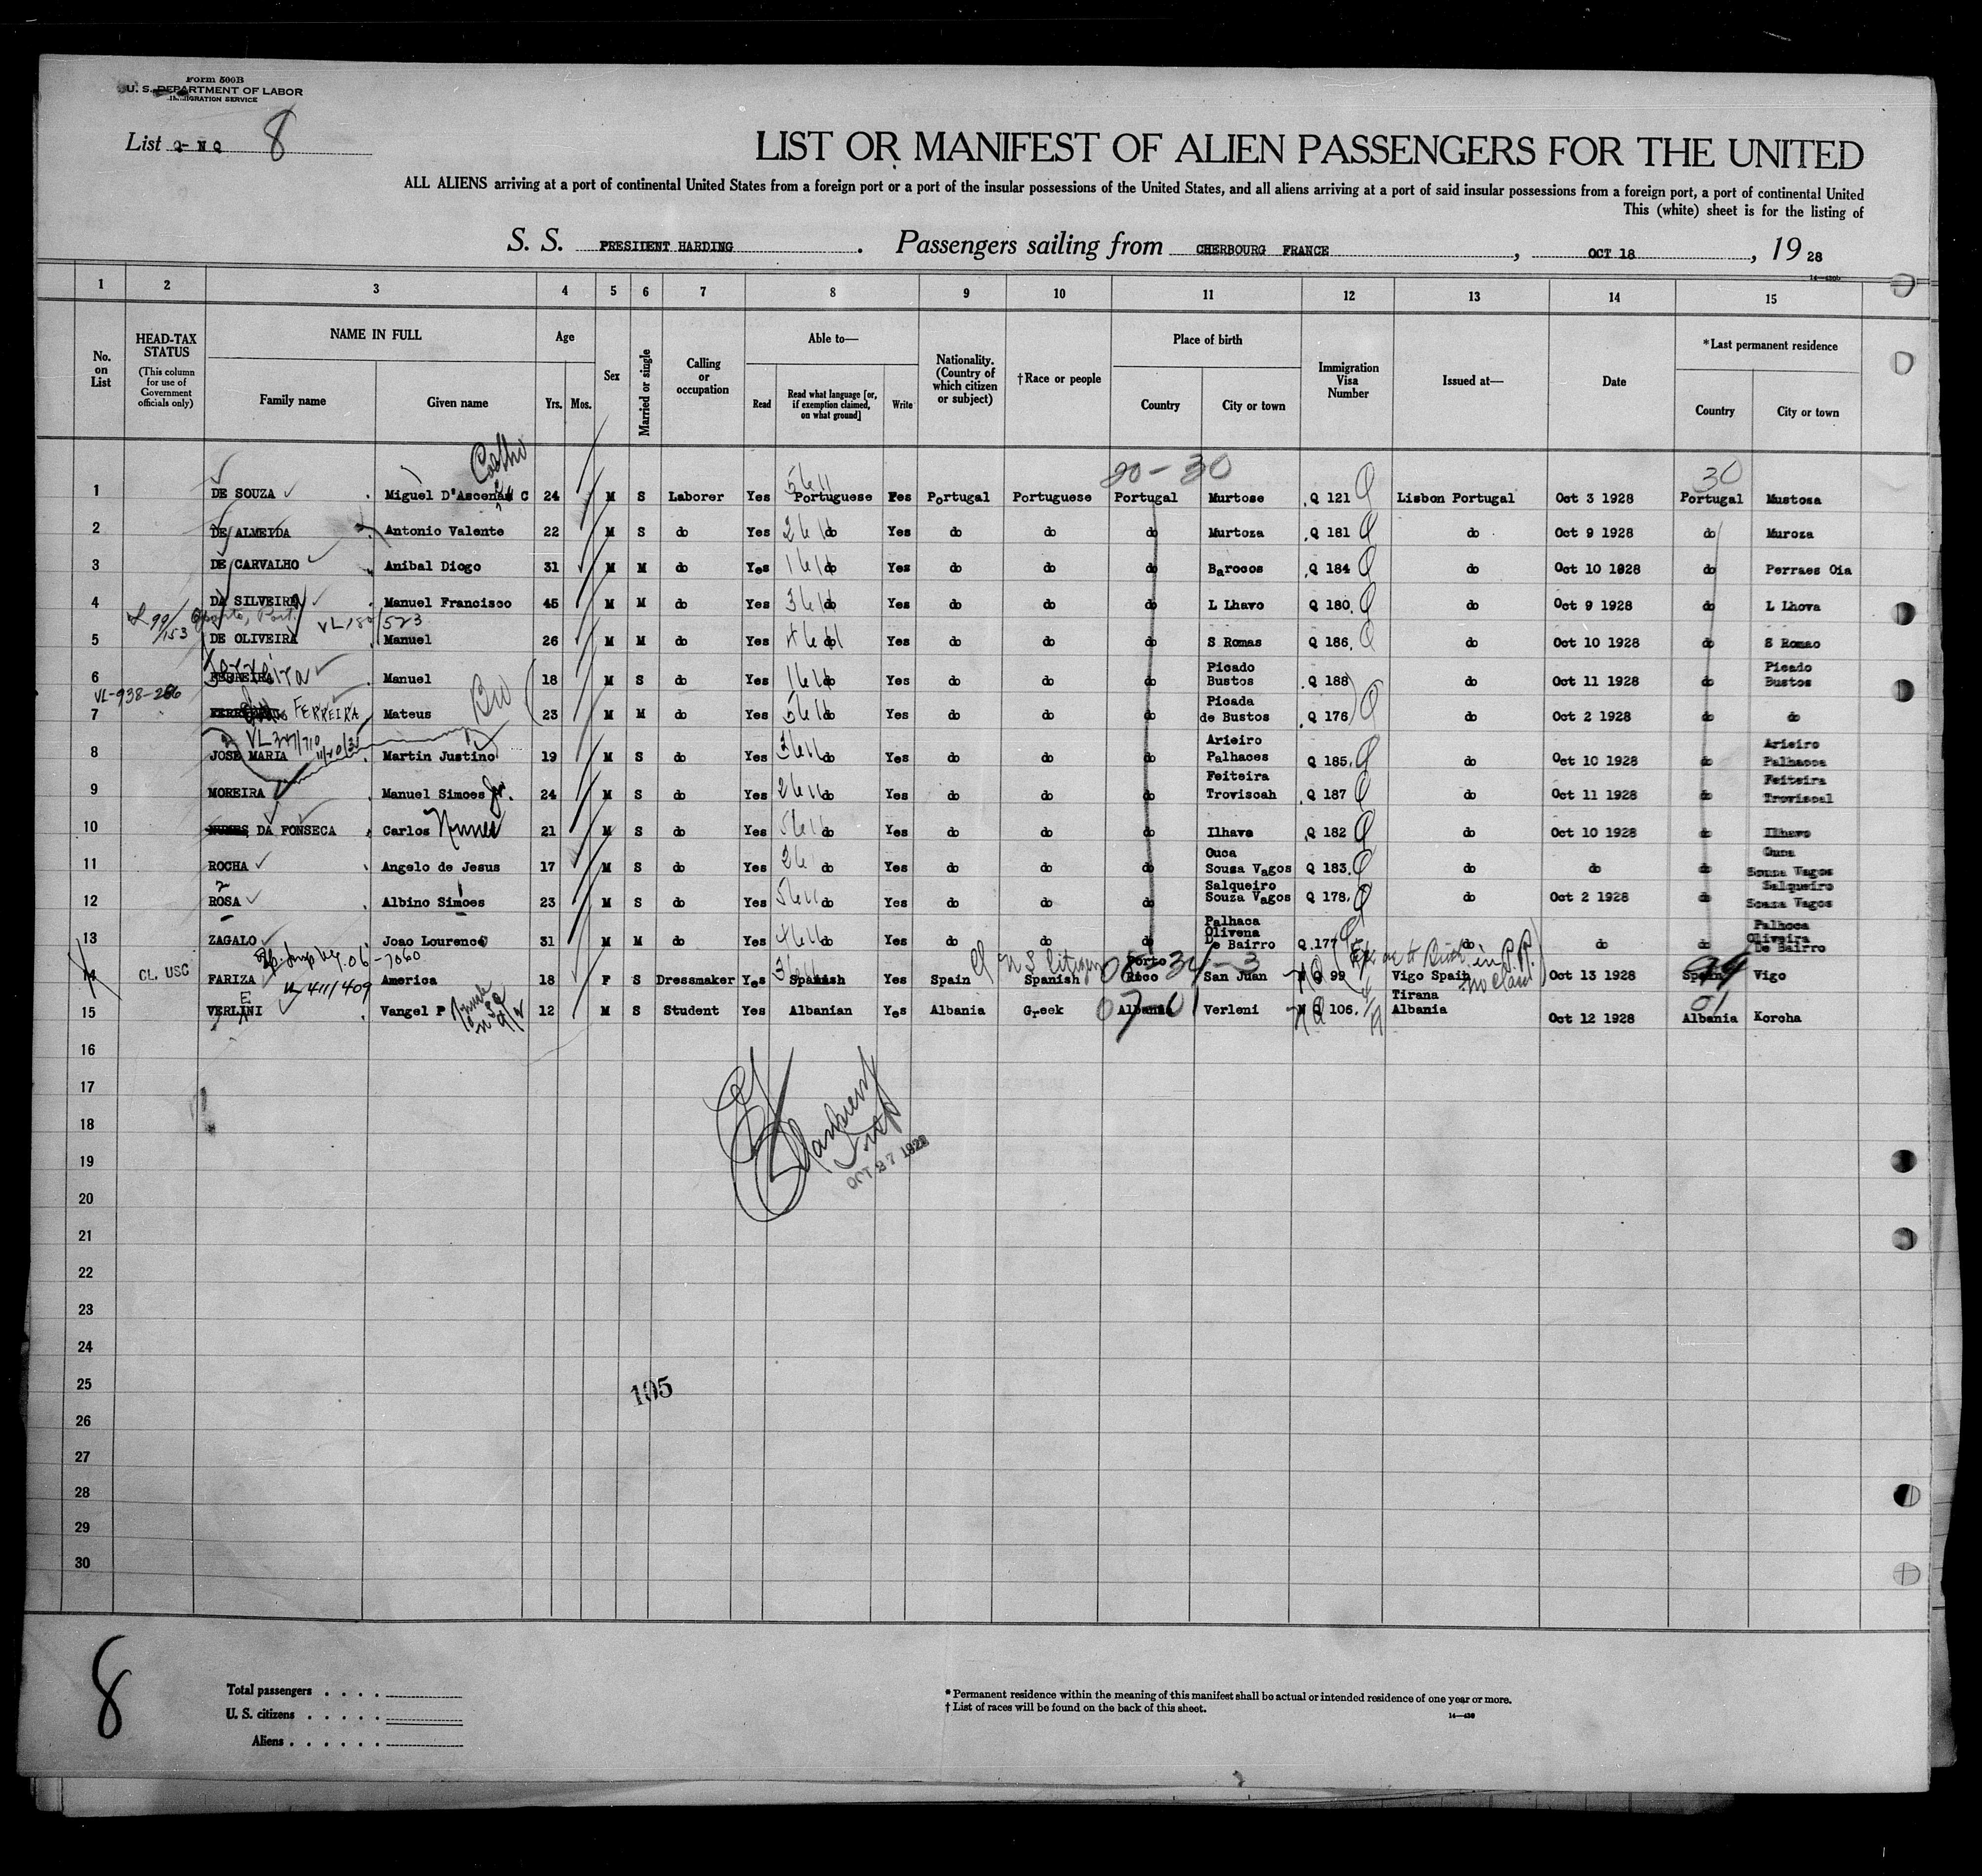 Form 500B
U. S. DEPARTMENT OF LABOR
IMMIGRATION SERVICE
List 2- N Q 8
LIST OR MANIFEST OF ALIEN PASSENGERS FOR THE UNITED
ALL ALIENS arriving at a port of continental United States from a foreign port or a port of the insular possessions of the United States, and all aliens arriving at a port of said insular possessions from a foreign port, a port of continental United
This (white) sheet is for the listing of
S. S. PRESIDENT HARDING . Passengers sailing from CHERBOURG FRANCE , OCT 18 , 19 28
1 2 3 4 5 6 7 8 9 10 11 12 13 14 15
No. on List
HEAD-TAX STATUS (This column for use of Government officials only)
NAME IN FULL Family name Given name
Age Yrs. Mos.
Sex
Married or single
Calling or occupation
Able to— Read Read what language [or, if exemption claimed, on what ground] Write
Nationality. (Country of which citizen or subject)
†Race or people
Place of birth Country City or town
Immigration Visa Number
Issued at—
Date
*Last permanent residence Country City or town
Coelho 20-30 30
1 DE SOUZA Miguel D'Ascenas C 24 M S Laborer Yes Portuguese Yes Portugal Portuguese Portugal Murtose Q 121 Lisbon Portugal Oct 3 1928 Portugal Mustosa
2 DE ALMEIDA Antonio Valente 22 M S do Yes do Yes do do do Murtoza Q 181 do Oct 9 1928 do Muroza
3 DE CARVALHO Anibal Diogo 31 M M do Yes do Yes do do do Barocos Q 184 do Oct 10 1928 do Perraes Oia
4 DA SILVEIRA Manuel Francisco 45 M M do Yes do Yes do do do L Lhavo Q 180. do Oct 9 1928 do L Lhova
5 DE OLIVEIRA Manuel 26 M M do Yes do Yes do do do S Romas Q 186. do Oct 10 1928 do S Romao
6 FERREIRA Manuel 18 M S do Yes do Yes do do do Picado Bustos Q 188 do Oct 11 1928 do Picado Bustos
VL-938-286
7 FERREIRA Mateus 23 M M do Yes do Yes do do do Picada de Bustos Q 176 do Oct 2 1928 do do
8 JOSE MARIA Martin Justino 19 M S do Yes do Yes do do do Arieiro Palhaces Q 185. do Oct 10 1928 do Arieiro Palhacca
9 MOREIRA Manuel Simoes Jr. 24 M S do Yes do Yes do do do Feiteira Troviscah Q 187 do Oct 11 1928 do Feiteira Troviscal
10 NUNES DA FONSECA Carlos Nunes 21 M S do Yes do Yes do do do Ilhava Q 182 do Oct 10 1928 do Ilhavo
11 ROCHA Angelo de Jesus 17 M S do Yes do Yes do do do Ouca Sousa Vagos Q 183. do do do Ouca Sousa Vagos
12 ROSA Albino Simoes 23 M S do Yes do Yes do do do Salqueiro Souza Vagos Q 178. do Oct 2 1928 do Salqueiro Sousa Vagos
13 ZAGALO Joao Lourenco 31 M M do Yes do Yes do do do Palhaca Olivena De Bairro Q 177 do do do Palhoca Oliveira De Bairro
U S Citizen
14 CL. USC FARIZA America 18 F S Dressmaker Yes Spanish Yes Spain Spanish Porto Rico San Juan N Q 99 Vigo Spain Oct 13 1928 Spain Vigo
15 VERLINI Vangel P 12 M S Student Yes Albanian Yes Albania Greek Albania Verleni N Q 106. Tirana Albania Oct 12 1928 Albania Korcha
16
17
18
OCT 27 1928
19
20
21
22
23
24
25
105
26
27
28
29
30
8
Total passengers . . . .
U. S. citizens . . . . .
Aliens . . . . . .
* Permanent residence within the meaning of this manifest shall be actual or intended residence of one year or more.
† List of races will be found on the back of this sheet.
14—430